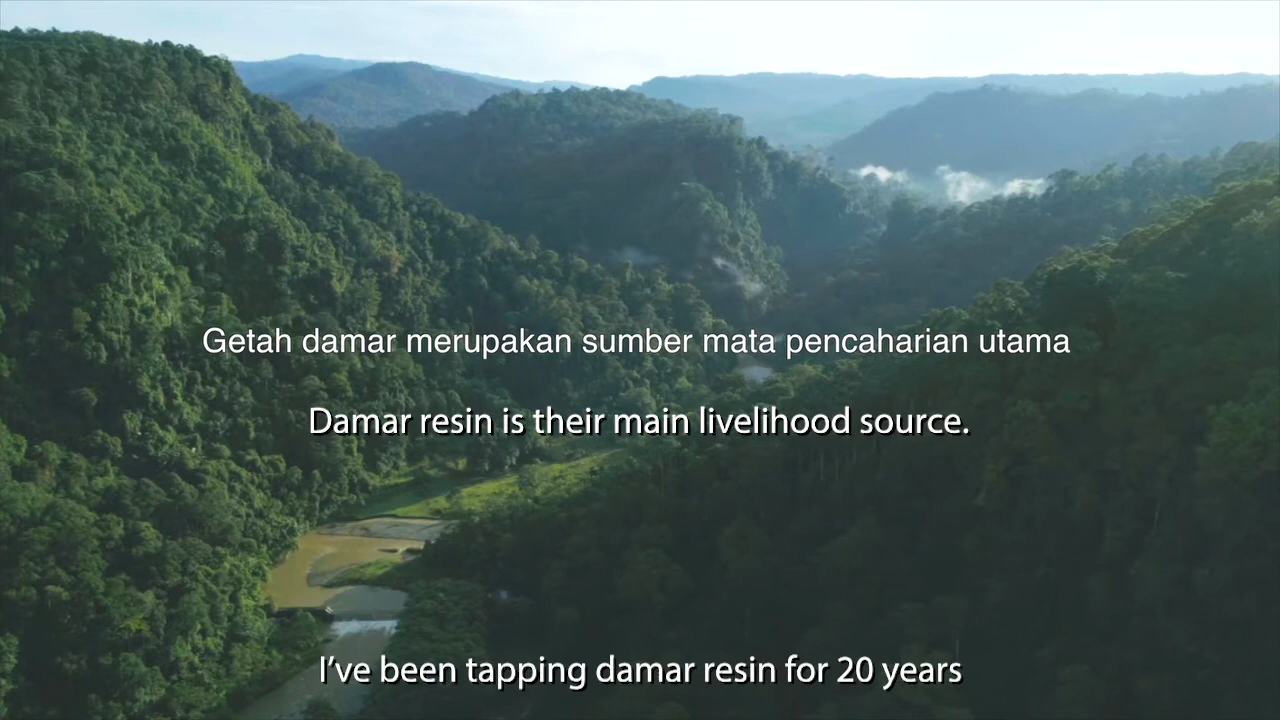 Getah damar merupakan sumber mata pencaharian utama
Damar resin is their main livelihood source.
I've been tapping damar resin for 20 years